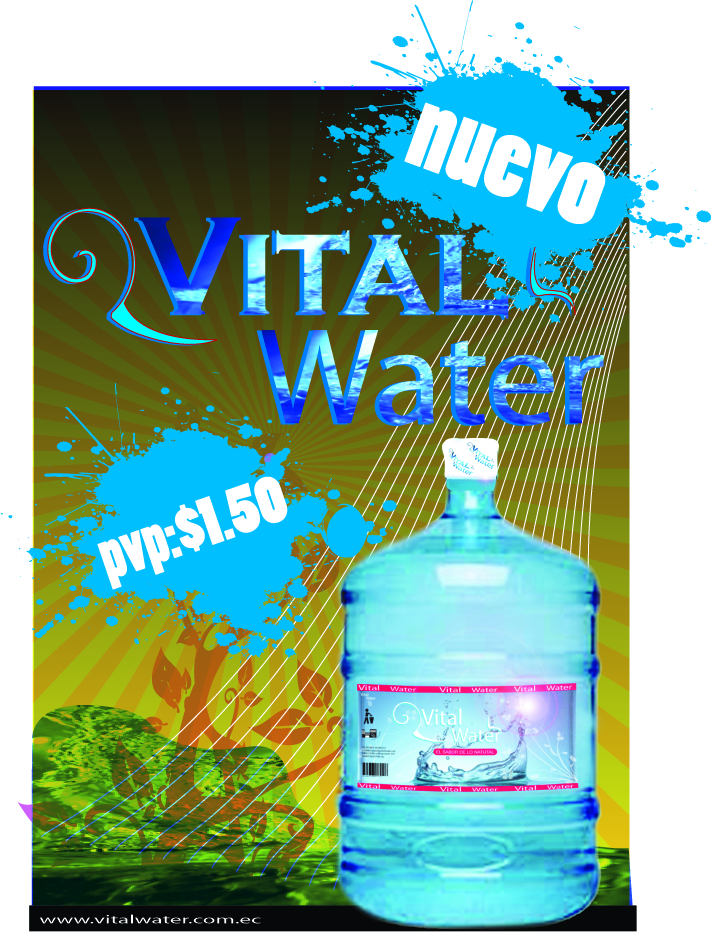 nuevo
VITAL
Water
Vital
Water
pvp:$1.50
Vital Water Vital Water Vital Water
Vital
Water
EL SABOR DE LO NATURAL
Vital Water Vital Water Vital Water
www.vitalwater.com.ec